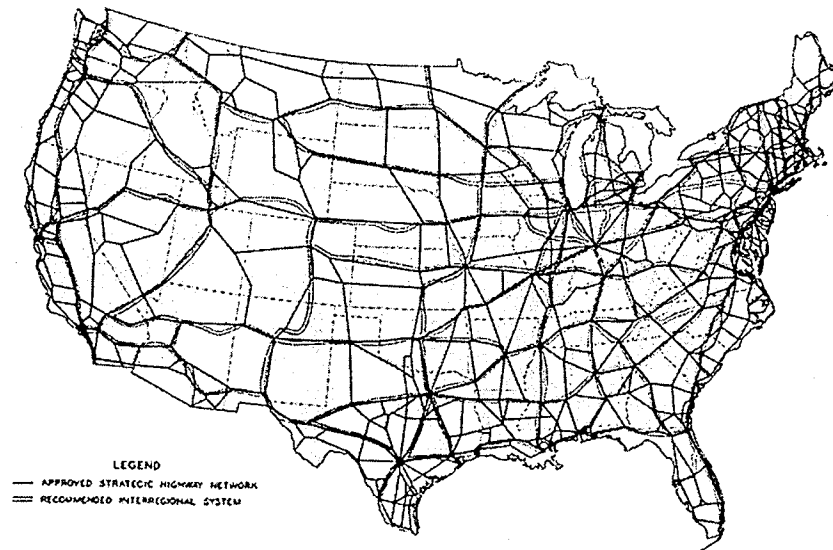 LEGEND
APPROVED STRATEGIC HIGHWAY NETWORK
RECOMMENDED INTERREGIONAL SYSTEM